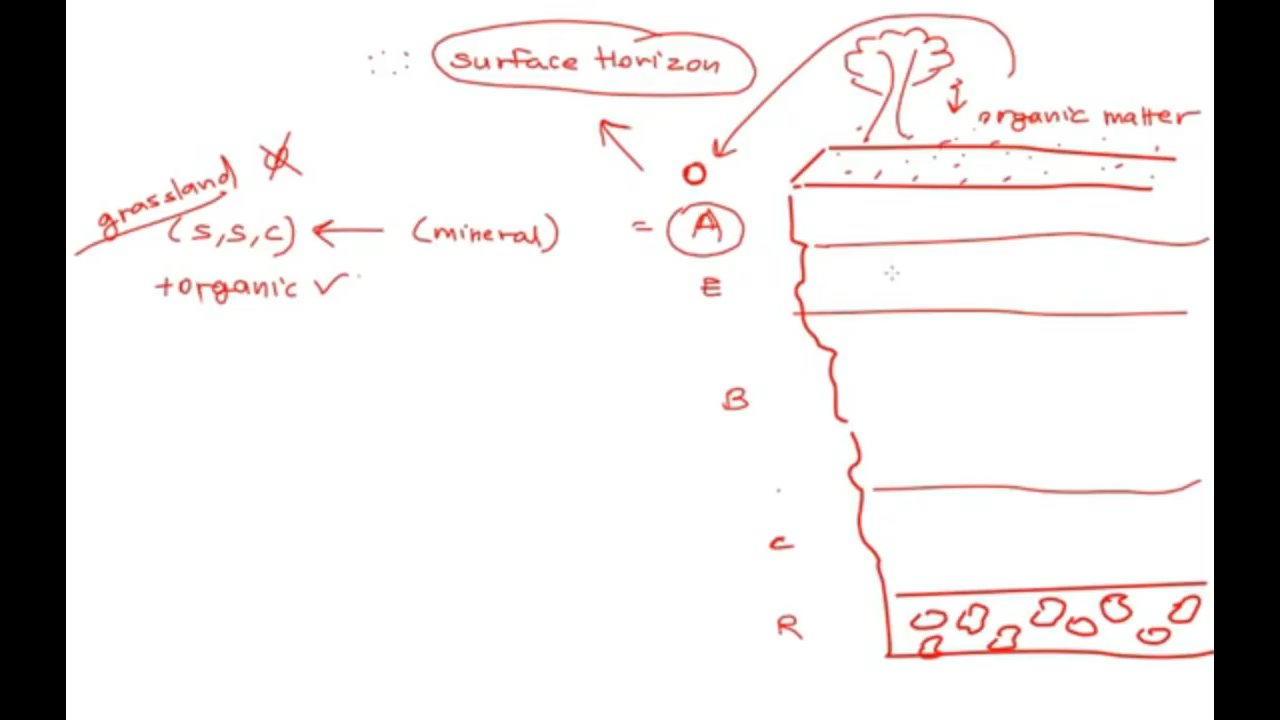 surface Horizon
organic matter
O
grassland O
(s,s,c) ← (mineral) = A
+organic ✓
E
B
C
R